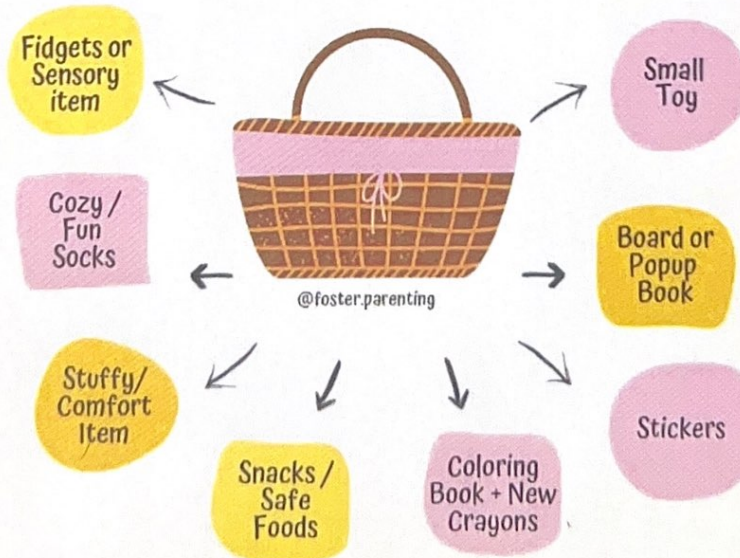 Fidgets or
Sensory
item
Small
Toy
Cozy /
Fun
Socks
Board or
Popup
Book
@foster.parenting
Stuffy/
Comfort
Item
Stickers
Snacks /
Safe
Foods
Coloring
Book + New
Crayons